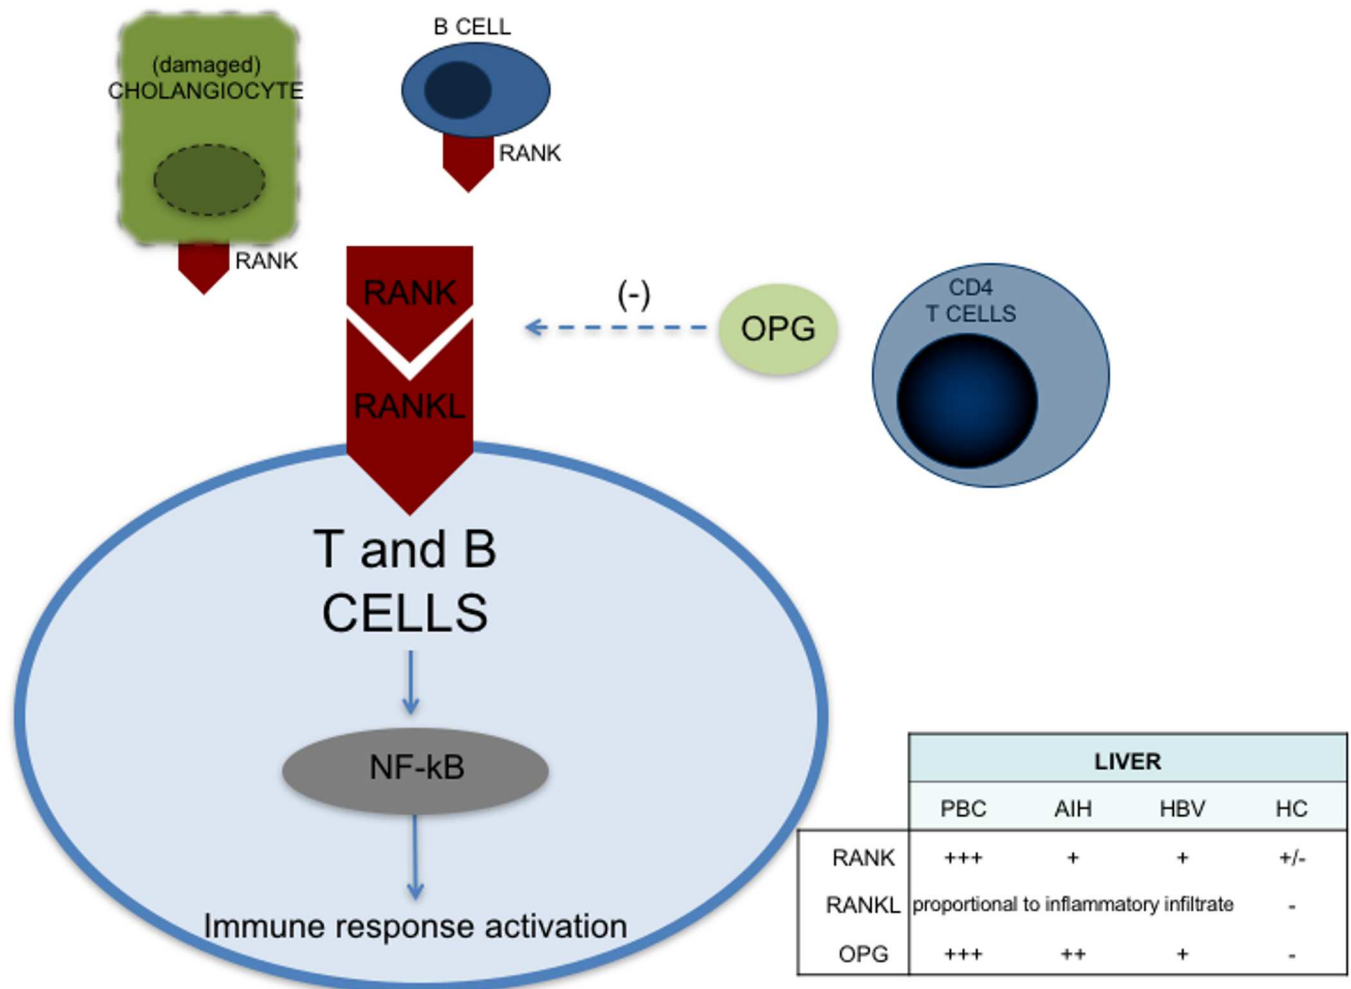 (damaged)
CHOLANGIOCYTE
RANK
B CELL
RANK
RANK
RANKL
(-)
OPG
CD4
T CELLS
T and B
CELLS
NF-kB
Immune response activation
LIVER
PBC AIH HBV HC
RANK +++ + + +/-
RANKL proportional to inflammatory infiltrate -
OPG +++ ++ + -